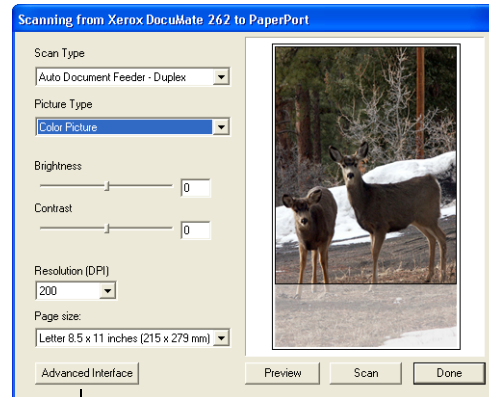 Scanning from Xerox DocuMate 262 to PaperPort
Scan Type
Auto Document Feeder - Duplex
Picture Type
Color Picture
Brightness
0
Contrast
0
Resolution (DPI)
200
Page size:
Letter 8.5 x 11 inches (215 x 279 mm)
Advanced Interface
Preview
Scan
Done